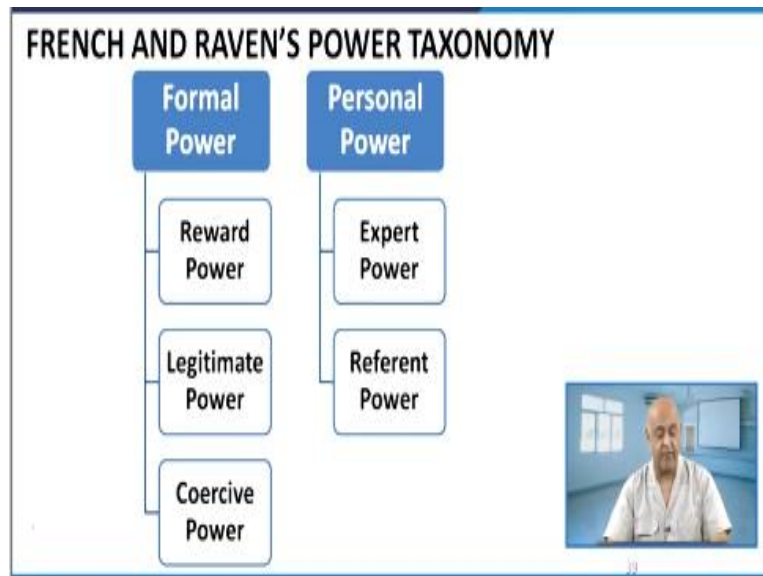 FRENCH AND RAVEN'S POWER TAXONOMY
Formal
Power
Reward
Power
Legitimate
Power
Coercive
Power
Personal
Power
Expert
Power
Referent
Power
39